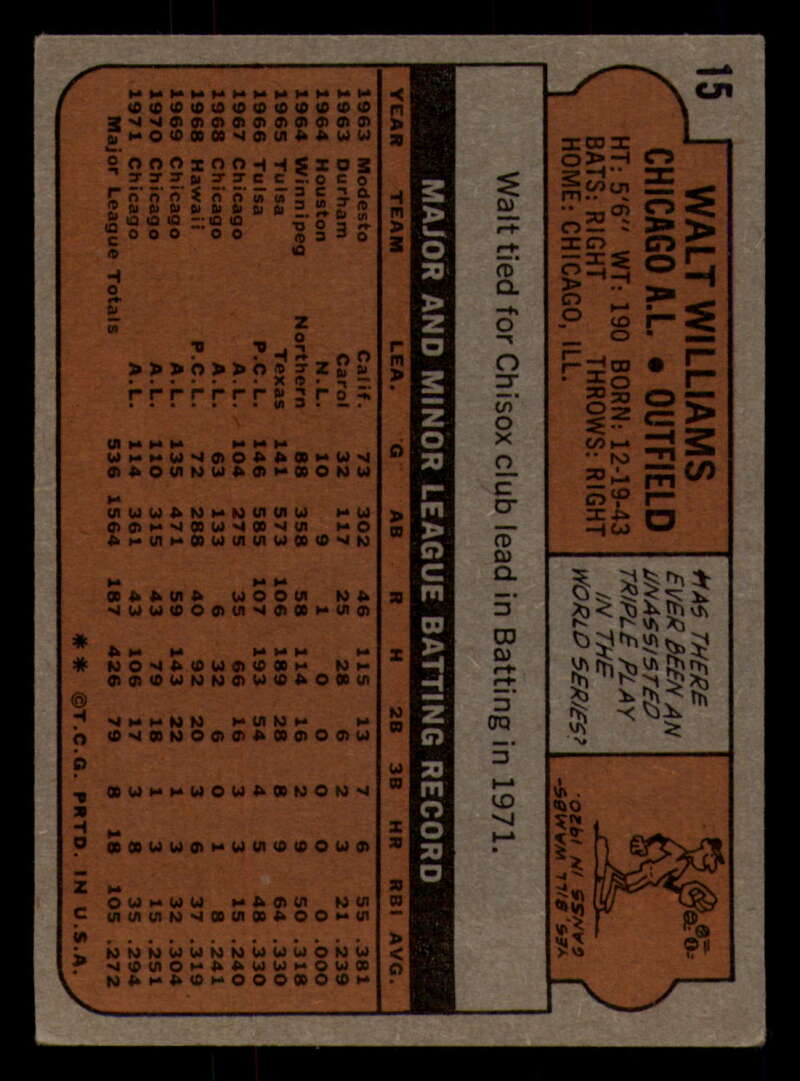 15
WALT WILLIAMS
CHICAGO A.L. • OUTFIELD
HT: 5'6" WT: 190 BORN: 12-19-43
BATS: RIGHT THROWS: RIGHT
HOME: CHICAGO, ILL.
HAS THERE
EVER BEEN AN
UNASSISTED
TRIPLE PLAY
IN THE
WORLD SERIES?
YES, BILL WAMBS-
GANSS IN 1920.
Walt tied for Chisox club lead in Batting in 1971.
MAJOR AND MINOR LEAGUE BATTING RECORD
YEAR TEAM LEA. G AB R H 2B 3B HR RBI AVG.
1963 Modesto Calif. 73 302 46 115 13 7 6 55 .381
1963 Durham Carol 32 117 25 28 6 2 3 21 .239
1964 Houston N.L. 10 9 1 0 0 0 0 0 .000
1964 Winnipeg Northern 88 358 58 114 16 2 9 50 .318
1965 Tulsa Texas 141 573 106 189 28 8 9 64 .330
1966 Tulsa P.C.L. 146 585 107 193 54 4 5 48 .330
1967 Chicago A.L. 104 275 35 66 16 3 3 15 .240
1968 Chicago A.L. 63 133 6 32 6 0 1 8 .241
1968 Hawaii P.C.L. 72 288 40 92 20 3 6 37 .319
1969 Chicago A.L. 135 471 59 143 22 1 3 32 .304
1970 Chicago A.L. 110 315 43 79 18 1 3 15 .251
1971 Chicago A.L. 114 361 43 106 17 3 8 35 .294
Major League Totals 536 1564 187 426 79 8 18 105 .272
** ©T.C.G. PRTD. IN U.S.A.